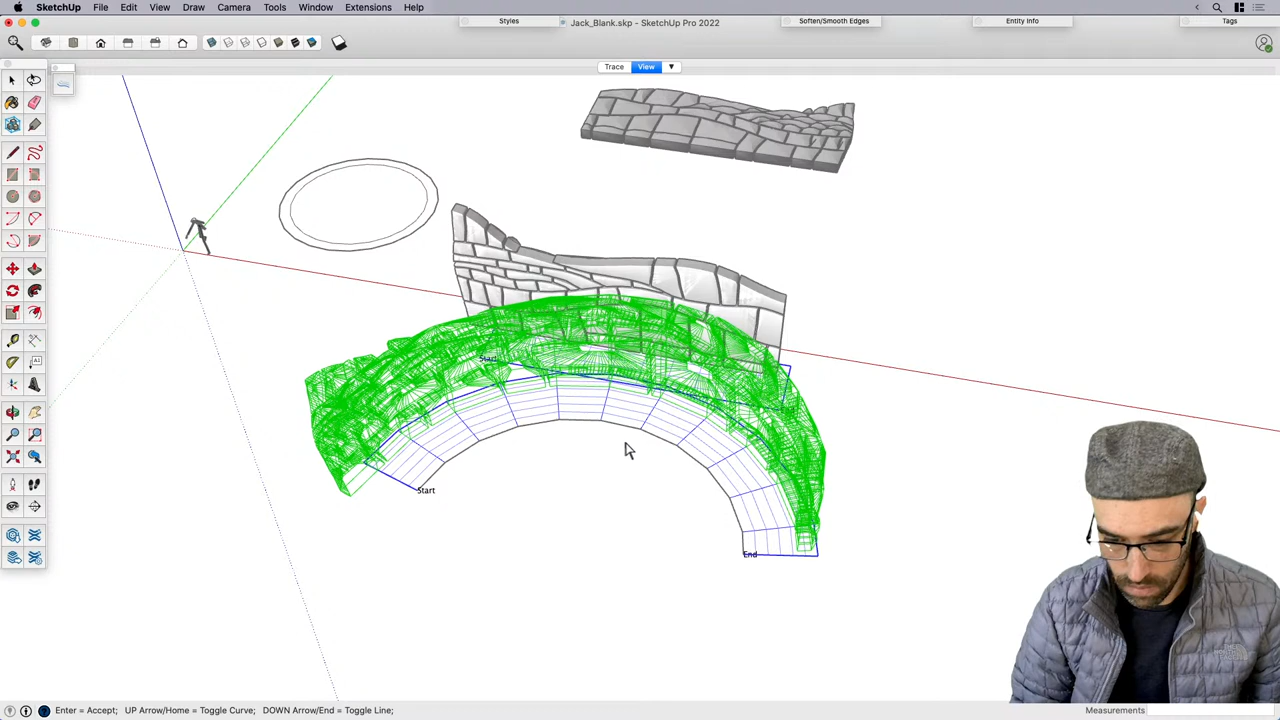 SketchUp File Edit View Draw Camera Tools Window Extensions Help
Styles
Jack_Blank.skp - SketchUp Pro 2022
Soften/Smooth Edges
Entity Info
Tags
Trace View
Start
Start
End
Enter = Accept; UP Arrow/Home = Toggle Curve; DOWN Arrow/End = Toggle Line;
Measurements